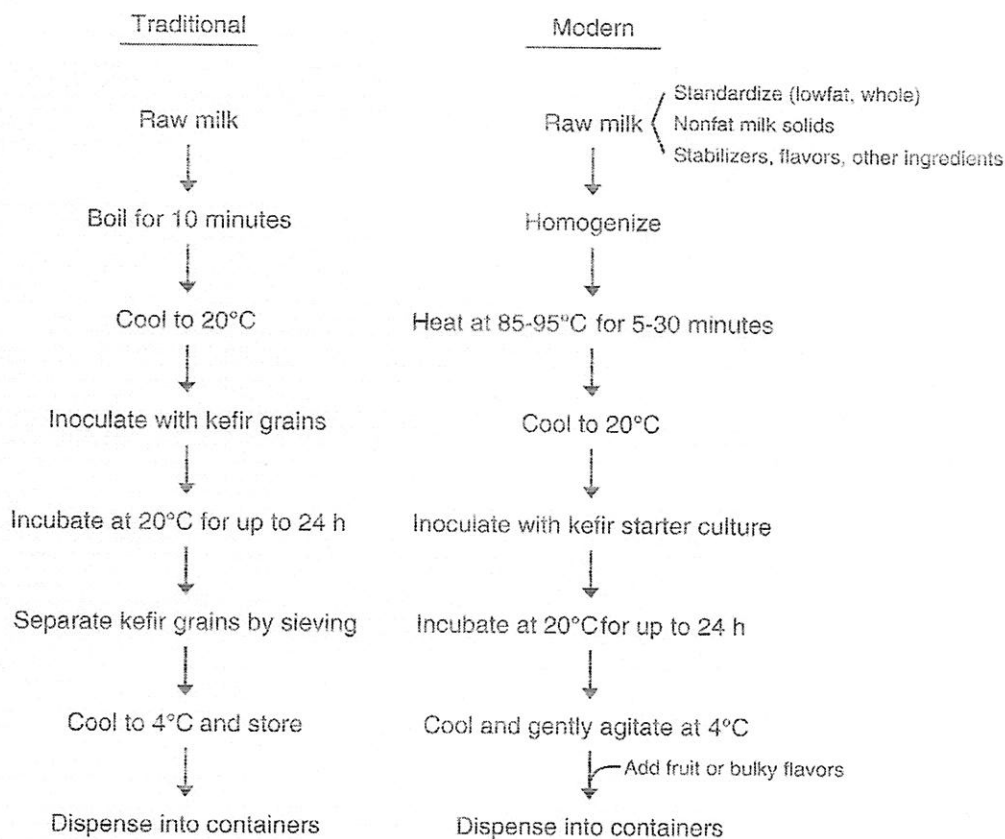 Traditional
Raw milk
Boil for 10 minutes
Cool to 20°C
Inoculate with kefir grains
Incubate at 20°C for up to 24 h
Separate kefir grains by sieving
Cool to 4°C and store
Dispense into containers
Modern
Raw milk
Standardize (lowfat, whole)
Nonfat milk solids
Stabilizers, flavors, other ingredients
Homogenize
Heat at 85-95°C for 5-30 minutes
Cool to 20°C
Inoculate with kefir starter culture
Incubate at 20°C for up to 24 h
Cool and gently agitate at 4°C
Add fruit or bulky flavors
Dispense into containers